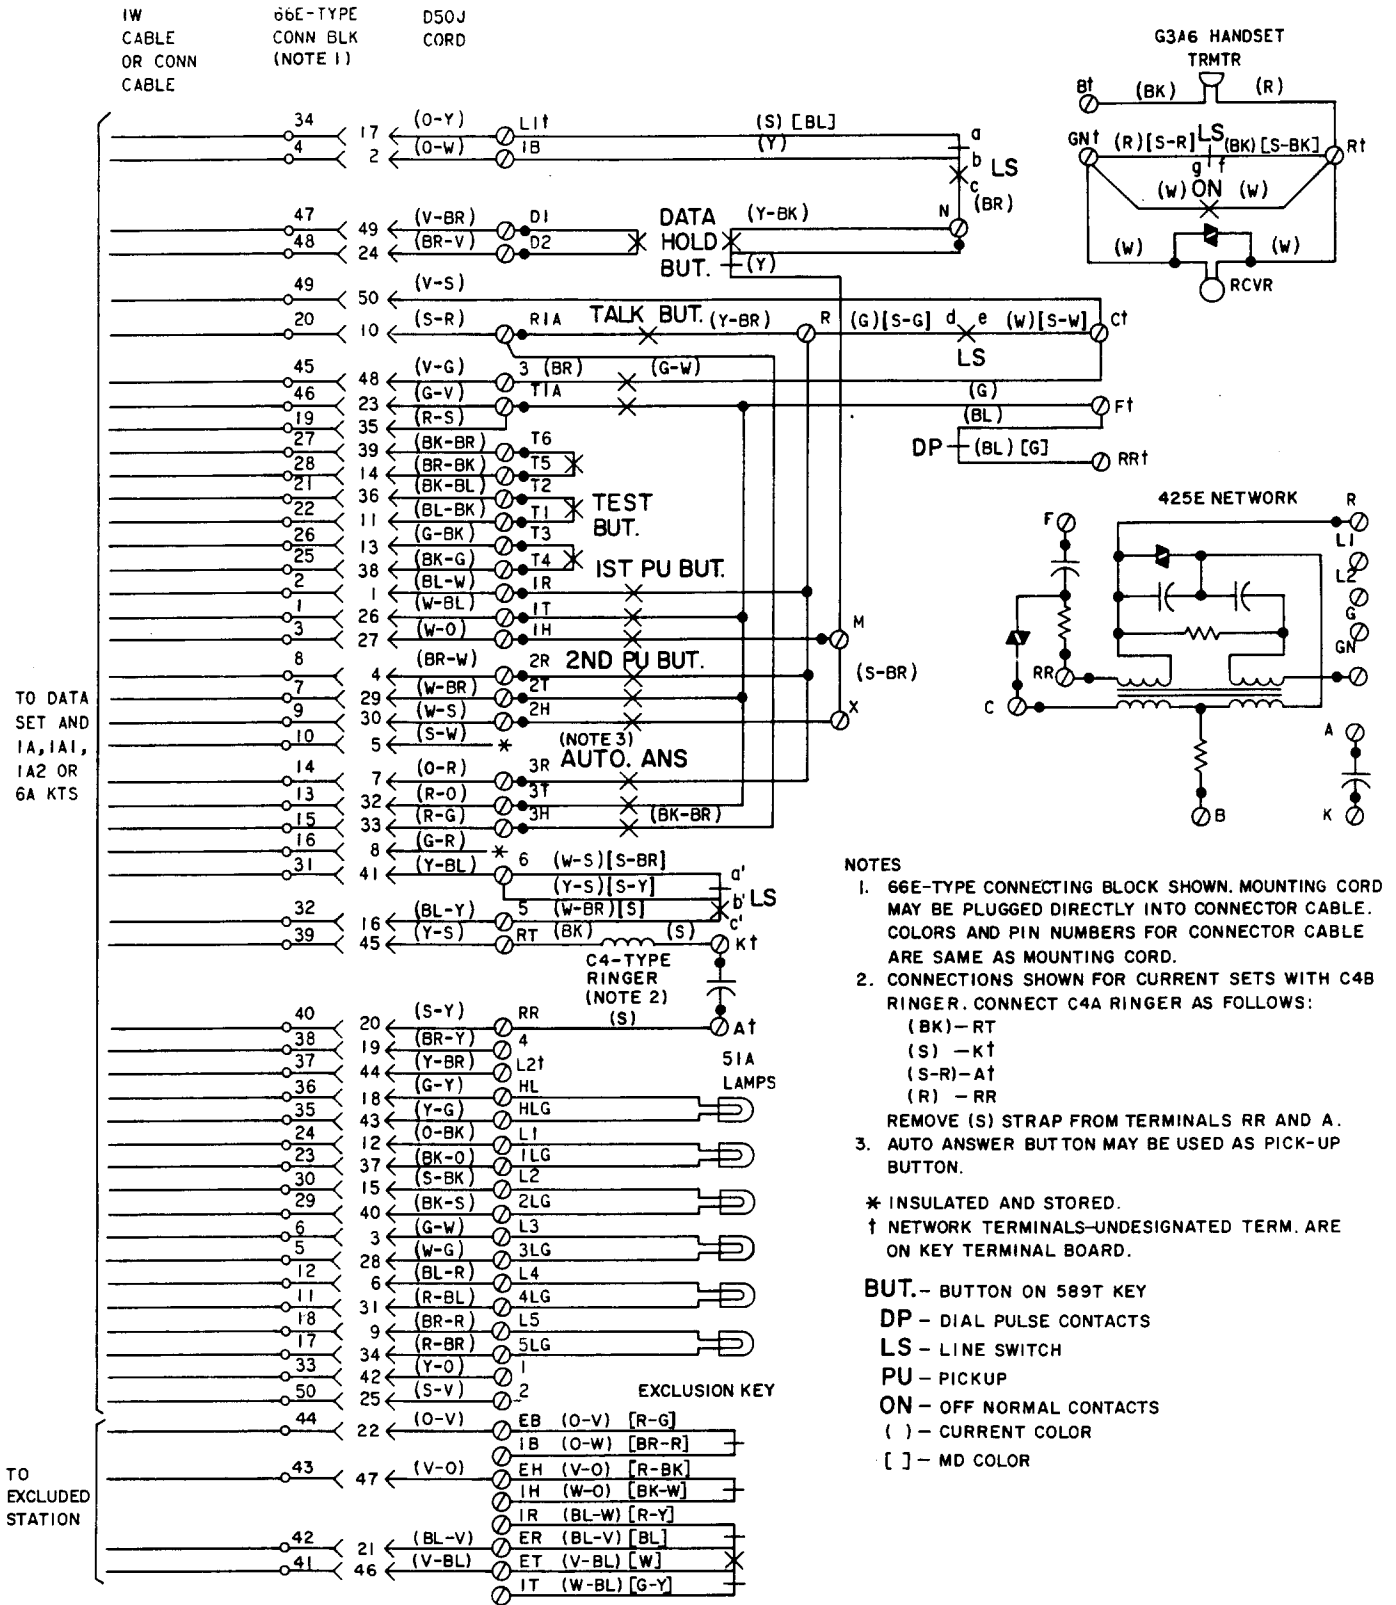 IW CABLE OR CONN CABLE
66E-TYPE CONN BLK (NOTE 1)
D50J CORD
G3A6 HANDSET
TRMTR
B† (BK) (R)
GN† (R)[S-R] LS (BK)[S-BK] R†
g f
(W) ON (W)
(W) (W)
RCVR
34 17 (O-Y) L1† (S) [BL] a
4 2 (O-W) 1B (Y) b LS
c
(BR)
47 49 (V-BR) D1 DATA (Y-BK) N
48 24 (BR-V) D2 HOLD
BUT. (Y)
49 50 (V-S)
20 10 (S-R) R1A TALK BUT. (Y-BR) R (G)[S-G] d e (W)[S-W] C†
LS
45 48 (V-G) 3 (BR) (G-W)
46 23 (G-V) T1A (G) F†
19 35 (R-S) (BL)
27 39 (BK-BR) T6 DP (BL)[G]
28 14 (BR-BK) T5 RR†
21 36 (BK-BL) T2 TEST
22 11 (BL-BK) T1 BUT.
26 13 (G-BK) T3
25 38 (BK-G) T4 1ST PU BUT.
2 1 (BL-W) 1R
1 26 (W-BL) 1T
3 27 (W-O) 1H M
8 4 (BR-W) 2R 2ND PU BUT. (S-BR)
7 29 (W-BR) 2T
9 30 (W-S) 2H X
10 5 (S-W) * (NOTE 3)
AUTO. ANS
14 7 (O-R) 3R
13 32 (R-O) 3T
15 33 (R-G) 3H (BK-BR)
16 8 (G-R) *
31 41 (Y-BL) 6 (W-S)[S-BR] a'
(Y-S)[S-Y] b' LS
32 16 (BL-Y) 5 (W-BR)[S] c'
39 45 (Y-S) RT (BK) (S) K†
C4-TYPE
RINGER
(NOTE 2)
40 20 (S-Y) RR (S) A†
38 19 (BR-Y) 4
37 44 (Y-BR) L2† 51A
36 18 (G-Y) HL LAMPS
35 43 (Y-G) HLG
24 12 (O-BK) L1
23 37 (BK-O) 1LG
30 15 (S-BK) L2
29 40 (BK-S) 2LG
6 3 (G-W) L3
5 28 (W-G) 3LG
12 6 (BL-R) L4
11 31 (R-BL) 4LG
18 9 (BR-R) L5
17 34 (R-BR) 5LG
33 42 (Y-O) 1
50 25 (S-V) 2 EXCLUSION KEY
44 22 (O-V) EB (O-V) [R-G]
1B (O-W) [BR-R]
43 47 (V-O) EH (V-O) [R-BK]
1H (W-O) [BK-W]
1R (BL-W) [R-Y]
42 21 (BL-V) ER (BL-V) [BL]
41 46 (V-BL) ET (V-BL) [W]
1T (W-BL) [G-Y]
TO DATA
SET AND
1A, 1A1,
1A2 OR
6A KTS
TO
EXCLUDED
STATION
425E NETWORK
F R
L1
L2
G
GN
RR
C
A
B K
NOTES
1. 66E-TYPE CONNECTING BLOCK SHOWN. MOUNTING CORD
MAY BE PLUGGED DIRECTLY INTO CONNECTOR CABLE.
COLORS AND PIN NUMBERS FOR CONNECTOR CABLE
ARE SAME AS MOUNTING CORD.
2. CONNECTIONS SHOWN FOR CURRENT SETS WITH C4B
RINGER. CONNECT C4A RINGER AS FOLLOWS:
(BK)-RT
(S) -K†
(S-R)-A†
(R) -RR
REMOVE (S) STRAP FROM TERMINALS RR AND A.
3. AUTO ANSWER BUTTON MAY BE USED AS PICK-UP
BUTTON.
* INSULATED AND STORED.
† NETWORK TERMINALS-UNDESIGNATED TERM. ARE
ON KEY TERMINAL BOARD.
BUT.- BUTTON ON 589T KEY
DP - DIAL PULSE CONTACTS
LS - LINE SWITCH
PU - PICKUP
ON - OFF NORMAL CONTACTS
( ) - CURRENT COLOR
[ ] - MD COLOR